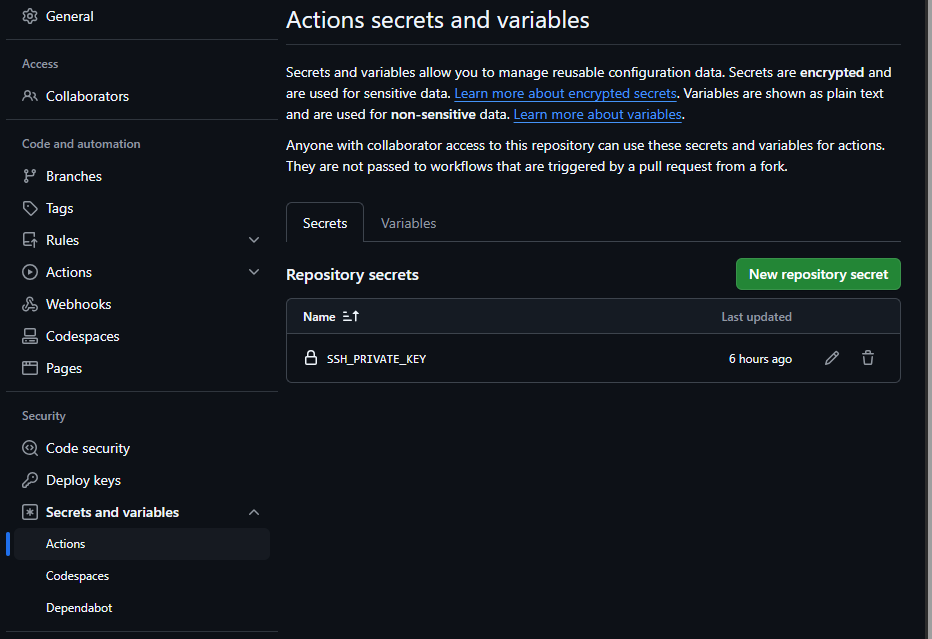 General
Access
Collaborators
Code and automation
Branches
Tags
Rules
Actions
Webhooks
Codespaces
Pages
Security
Code security
Deploy keys
Secrets and variables
Actions
Codespaces
Dependabot
Actions secrets and variables
Secrets and variables allow you to manage reusable configuration data. Secrets are encrypted and
are used for sensitive data. Learn more about encrypted secrets. Variables are shown as plain text
and are used for non-sensitive data. Learn more about variables.
Anyone with collaborator access to this repository can use these secrets and variables for actions.
They are not passed to workflows that are triggered by a pull request from a fork.
Secrets Variables
Repository secrets New repository secret
Name Last updated
SSH_PRIVATE_KEY 6 hours ago